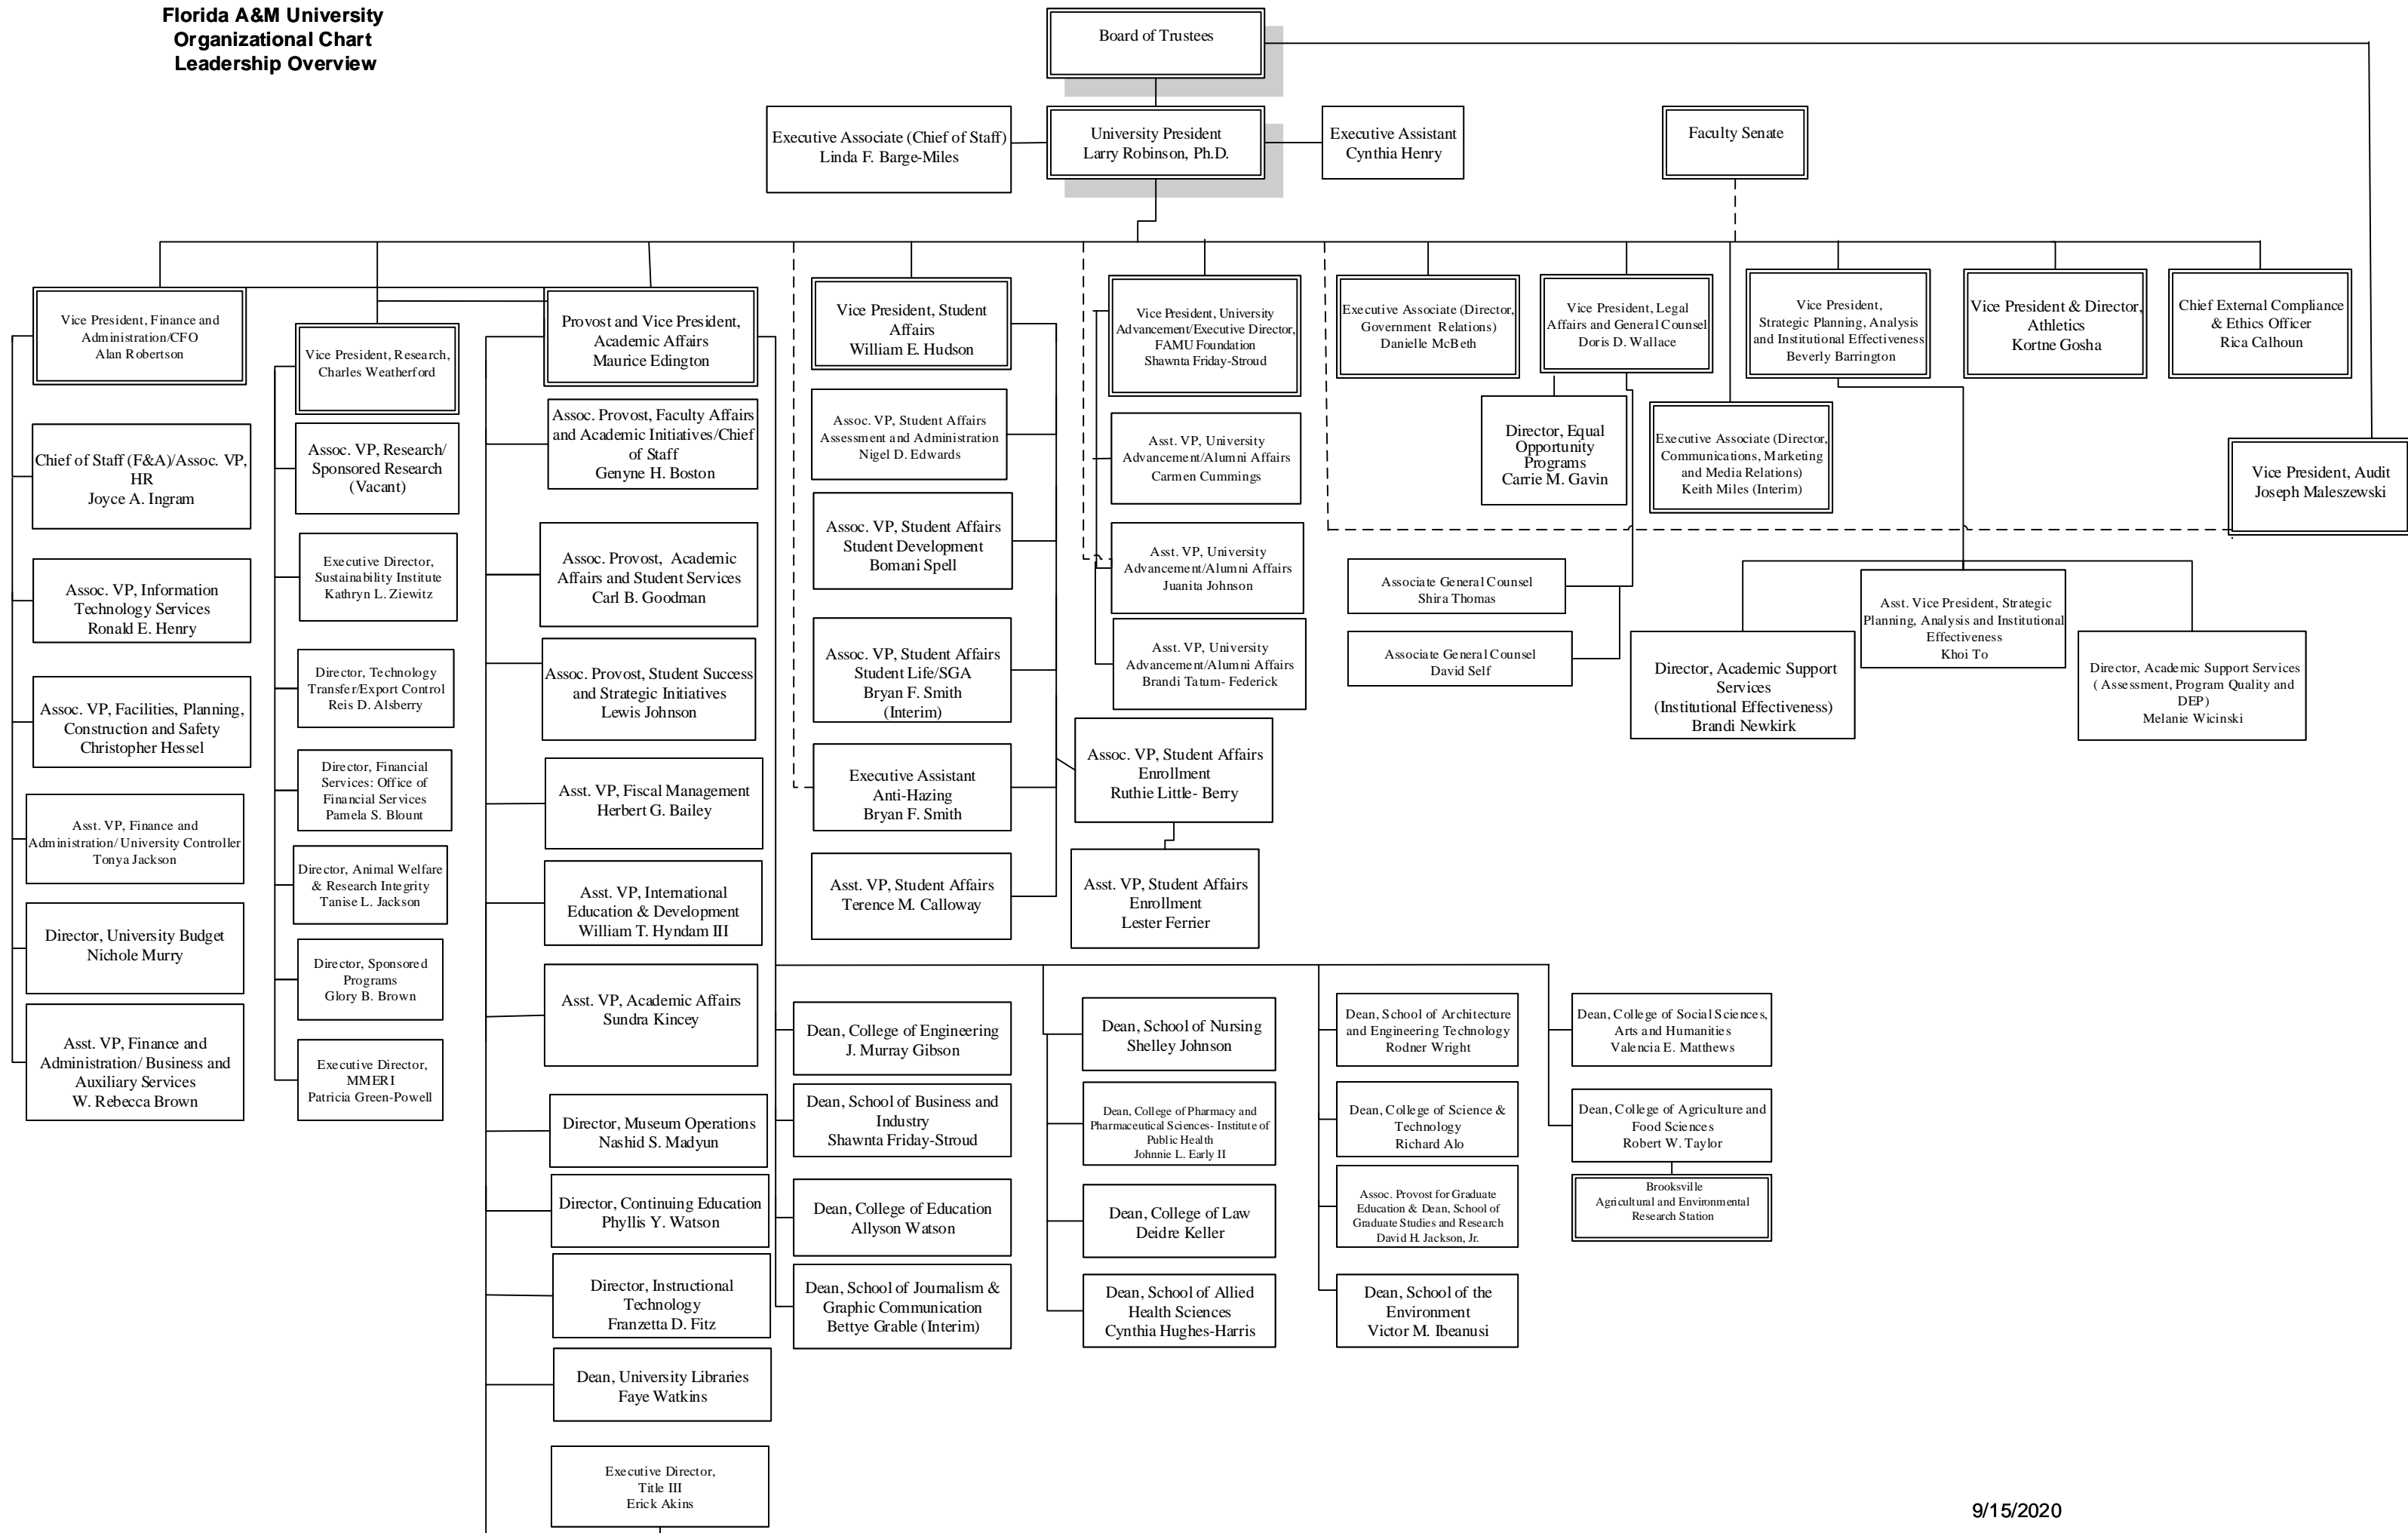 Florida A&M University
Organizational Chart
Leadership Overview
Board of Trustees
Executive Associate (Chief of Staff)
Linda F. Barge-Miles
University President
Larry Robinson, Ph.D.
Executive Assistant
Cynthia Henry
Faculty Senate
Vice President, Finance and
Administration/CFO
Alan Robertson
Chief of Staff (F&A)/Assoc. VP,
HR
Joyce A. Ingram
Assoc. VP, Information
Technology Services
Ronald E. Henry
Assoc. VP, Facilities, Planning,
Construction and Safety
Christopher Hessel
Asst. VP, Finance and
Administration/ University Controller
Tonya Jackson
Director, University Budget
Nichole Murry
Asst. VP, Finance and
Administration/ Business and
Auxiliary Services
W. Rebecca Brown
Vice President, Research,
Charles Weatherford
Assoc. VP, Research/
Sponsored Research
(Vacant)
Executive Director,
Sustainability Institute
Kathryn L. Ziewitz
Director, Technology
Transfer/Export Control
Reis D. Alsberry
Director, Financial
Services: Office of
Financial Services
Pamela S. Blount
Director, Animal Welfare
& Research Integrity
Tanise L. Jackson
Director, Sponsored
Programs
Glory B. Brown
Executive Director,
MMERI
Patricia Green-Powell
Provost and Vice President,
Academic Affairs
Maurice Edington
Assoc. Provost, Faculty Affairs
and Academic Initiatives/Chief
of Staff
Genyne H. Boston
Assoc. Provost, Academic
Affairs and Student Services
Carl B. Goodman
Assoc. Provost, Student Success
and Strategic Initiatives
Lewis Johnson
Asst. VP, Fiscal Management
Herbert G. Bailey
Asst. VP, International
Education & Development
William T. Hyndam III
Asst. VP, Academic Affairs
Sundra Kincey
Director, Museum Operations
Nashid S. Madyun
Director, Continuing Education
Phyllis Y. Watson
Director, Instructional
Technology
Franzetta D. Fitz
Dean, University Libraries
Faye Watkins
Executive Director,
Title III
Erick Akins
Vice President, Student
Affairs
William E. Hudson
Assoc. VP, Student Affairs
Assessment and Administration
Nigel D. Edwards
Assoc. VP, Student Affairs
Student Development
Bomani Spell
Assoc. VP, Student Affairs
Student Life/SGA
Bryan F. Smith
(Interim)
Executive Assistant
Anti-Hazing
Bryan F. Smith
Asst. VP, Student Affairs
Terence M. Calloway
Vice President, University
Advancement/Executive Director,
FAMU Foundation
Shawnta Friday-Stroud
Asst. VP, University
Advancement/Alumni Affairs
Carmen Cummings
Asst. VP, University
Advancement/Alumni Affairs
Juanita Johnson
Asst. VP, University
Advancement/Alumni Affairs
Brandi Tatum- Federick
Assoc. VP, Student Affairs
Enrollment
Ruthie Little- Berry
Asst. VP, Student Affairs
Enrollment
Lester Ferrier
Executive Associate (Director,
Government Relations)
Danielle McBeth
Vice President, Legal
Affairs and General Counsel
Doris D. Wallace
Director, Equal
Opportunity
Programs
Carrie M. Gavin
Associate General Counsel
Shira Thomas
Associate General Counsel
David Self
Executive Associate (Director,
Communications, Marketing
and Media Relations)
Keith Miles (Interim)
Vice President,
Strategic Planning, Analysis
and Institutional Effectiveness
Beverly Barrington
Director, Academic Support
Services
(Institutional Effectiveness)
Brandi Newkirk
Asst. Vice President, Strategic
Planning, Analysis and Institutional
Effectiveness
Khoi To
Director, Academic Support Services
( Assessment, Program Quality and
DEP)
Melanie Wicinski
Vice President & Director,
Athletics
Kortne Gosha
Chief External Compliance
& Ethics Officer
Rica Calhoun
Vice President, Audit
Joseph Maleszewski
Dean, College of Engineering
J. Murray Gibson
Dean, School of Business and
Industry
Shawnta Friday-Stroud
Dean, College of Education
Allyson Watson
Dean, School of Journalism &
Graphic Communication
Bettye Grable (Interim)
Dean, School of Nursing
Shelley Johnson
Dean, College of Pharmacy and
Pharmaceutical Sciences- Institute of
Public Health
Johnnie L. Early II
Dean, College of Law
Deidre Keller
Dean, School of Allied
Health Sciences
Cynthia Hughes-Harris
Dean, School of Architecture
and Engineering Technology
Rodner Wright
Dean, College of Science &
Technology
Richard Alo
Assoc. Provost for Graduate
Education & Dean, School of
Graduate Studies and Research
David H. Jackson, Jr.
Dean, School of the
Environment
Victor M. Ibeanusi
Dean, College of Social Sciences,
Arts and Humanities
Valencia E. Matthews
Dean, College of Agriculture and
Food Sciences
Robert W. Taylor
Brooksville
Agricultural and Environmental
Research Station
9/15/2020